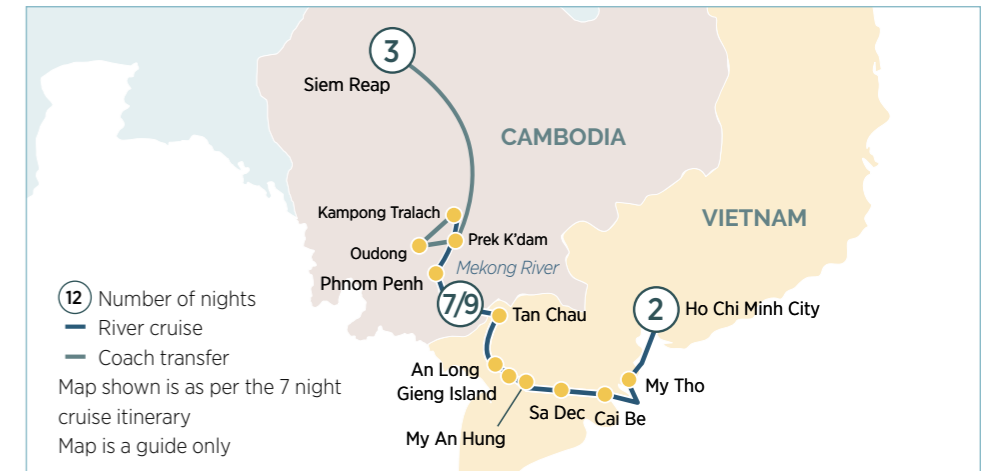 3
Siem Reap
CAMBODIA
VIETNAM
Kampong Tralach
Prek K'dam
Oudong
Mekong River
Phnom Penh
7/9
Tan Chau
2
Ho Chi Minh City
An Long
Gieng Island
My Tho
Sa Dec
Cai Be
My An Hung
12 Number of nights
River cruise
Coach transfer
Map shown is as per the 7 night
cruise itinerary
Map is a guide only